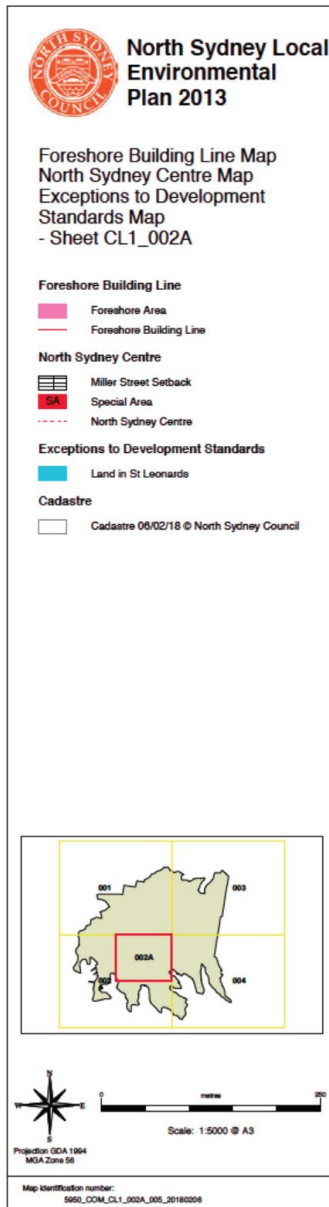 NORTH SYDNEY
COUNCIL
North Sydney Local
Environmental
Plan 2013
Foreshore Building Line Map
North Sydney Centre Map
Exceptions to Development
Standards Map
- Sheet CL1_002A
Foreshore Building Line
Foreshore Area
Foreshore Building Line
North Sydney Centre
Miller Street Setback
SA Special Area
North Sydney Centre
Exceptions to Development Standards
Land in St Leonards
Cadastre
Cadastre 06/02/18 © North Sydney Council
001 003
002A
002 004
N
W E
S
0 metres 250
Scale: 1:5000 @ A3
Projection GDA 1994
MGA Zone 56
Map identification number:
5950_COM_CL1_002A_005_20180206